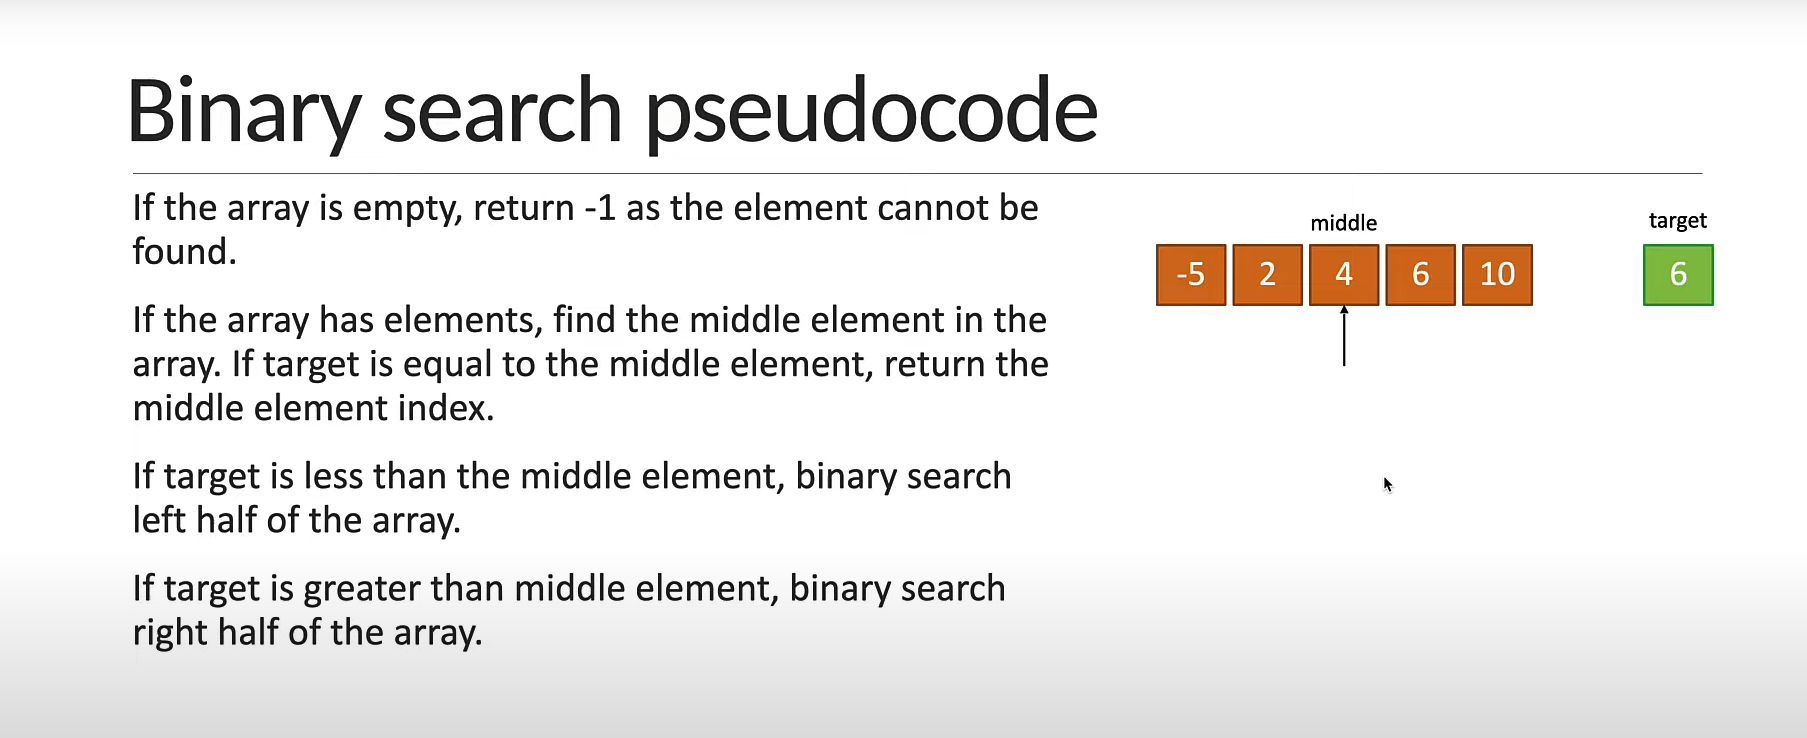 Binary search pseudocode
If the array is empty, return -1 as the element cannot be
found.
If the array has elements, find the middle element in the
array. If target is equal to the middle element, return the
middle element index.
If target is less than the middle element, binary search
left half of the array.
If target is greater than middle element, binary search
right half of the array.
middle
target
-5 2 4 6 10
6